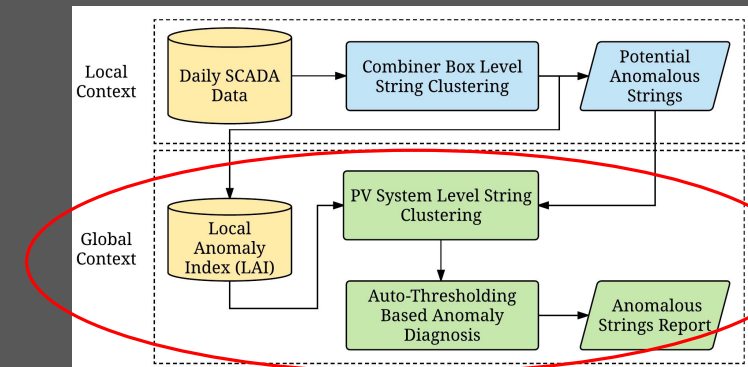 Local
Context
Daily SCADA
Data
Combiner Box Level
String Clustering
Potential
Anomalous
Strings
Global
Context
Local
Anomaly
Index (LAI)
PV System Level String
Clustering
Auto-Thresholding
Based Anomaly
Diagnosis
Anomalous
Strings Report